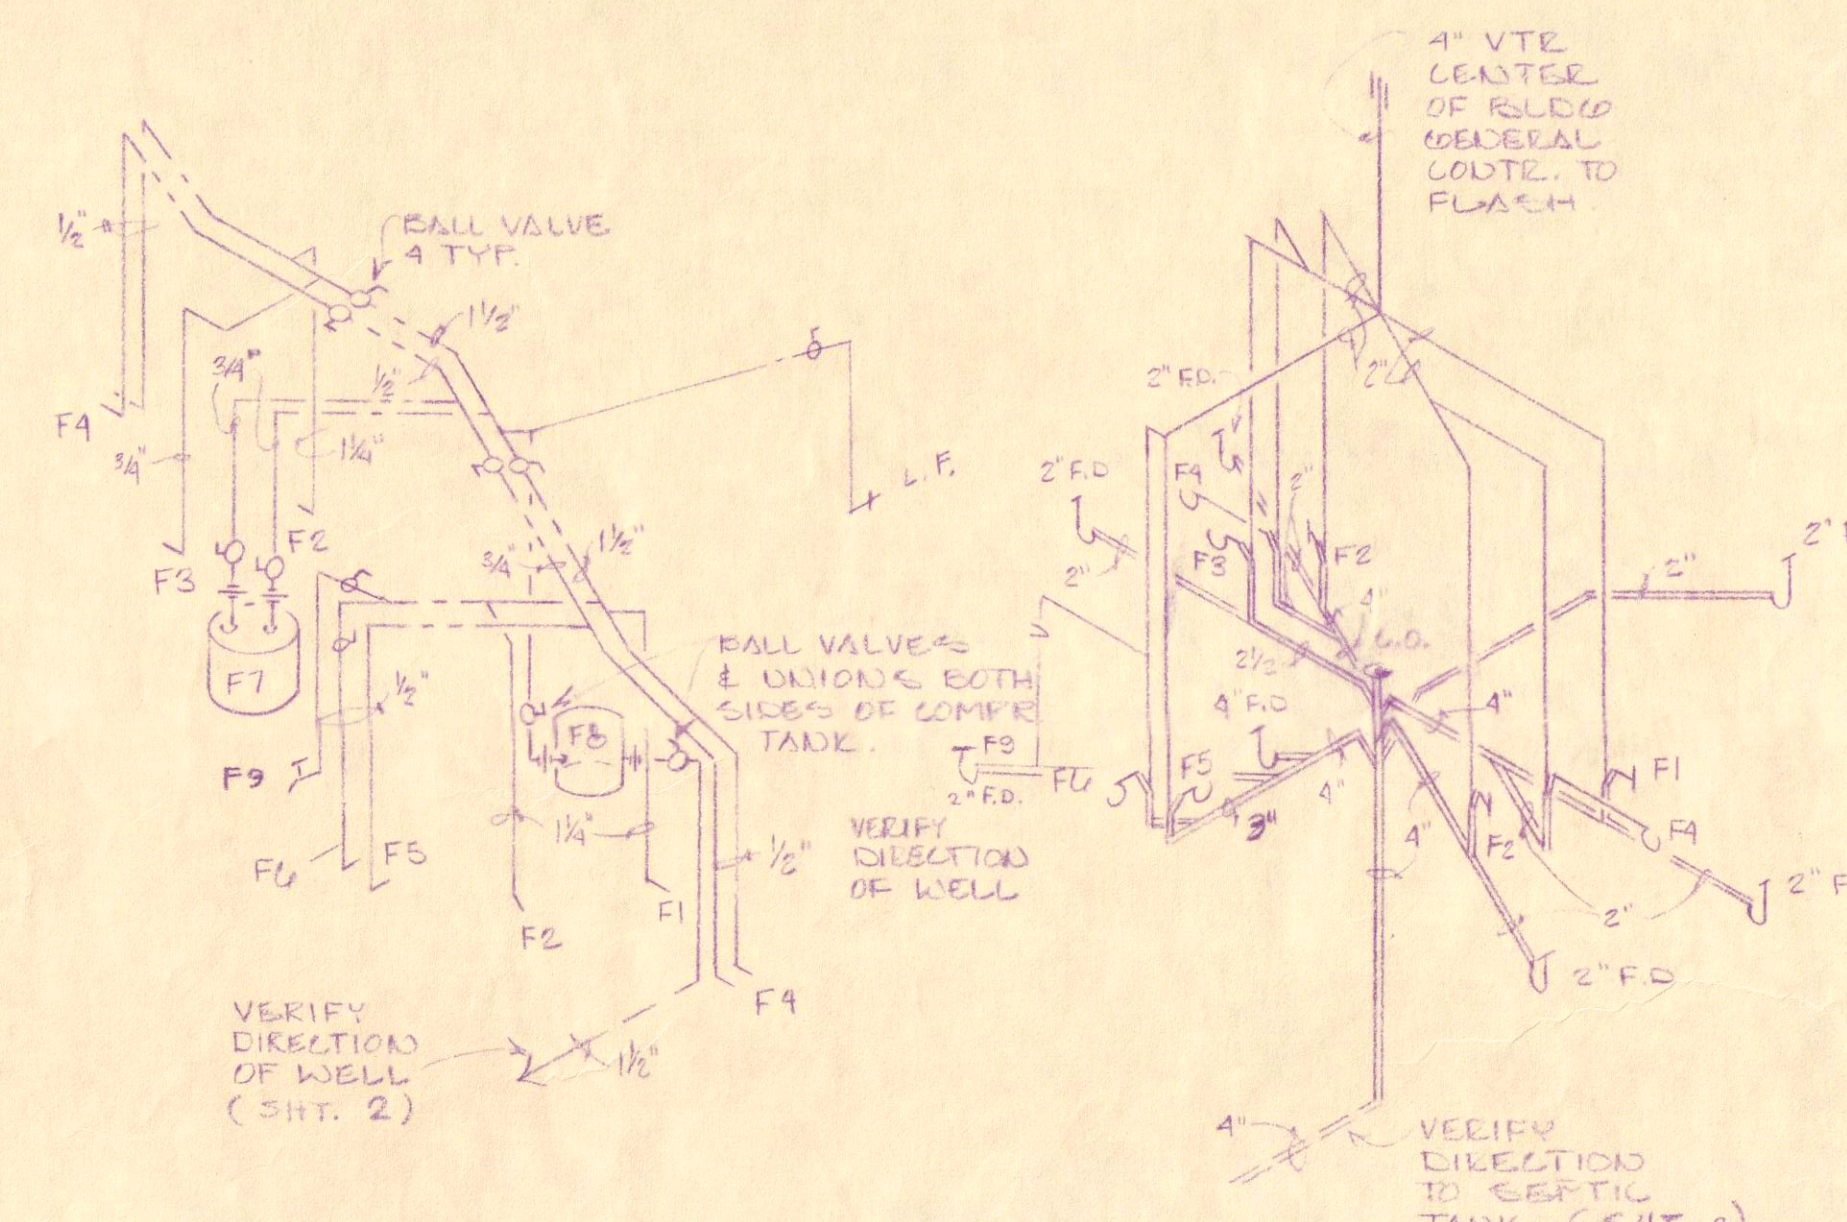 4" VTR
CENTER
OF BLDG
GENERAL
CONTR. TO
FLASH.
1/2"
BALL VALVE
4 TYP.
1 1/2"
3/4"
1/2"
2" F.D.
2"
F4
3/4"
1 1/4"
L.F.
2" F.D
F4
2"
F2
F3
3/4"
1 1/2"
2"
F3
F2
2"
2"
4"
C.O.
F7
1/2"
BALL VALVES
& UNIONS BOTH
SIDES OF COMP'R
TANK.
2 1/2
4" F.D
4"
F8
F9
F9
2" F.D.
F6
F5
4"
3"
F1
F4
1 1/4"
VERIFY
DIRECTION
OF WELL
1/2"
4"
F2
F6
F5
F1
2"
2" F
F2
F4
2" F.D
VERIFY
DIRECTION
OF WELL
(SHT. 2)
1 1/2"
4"
VERIFY
DIRECTION
TO SEPTIC
TANK